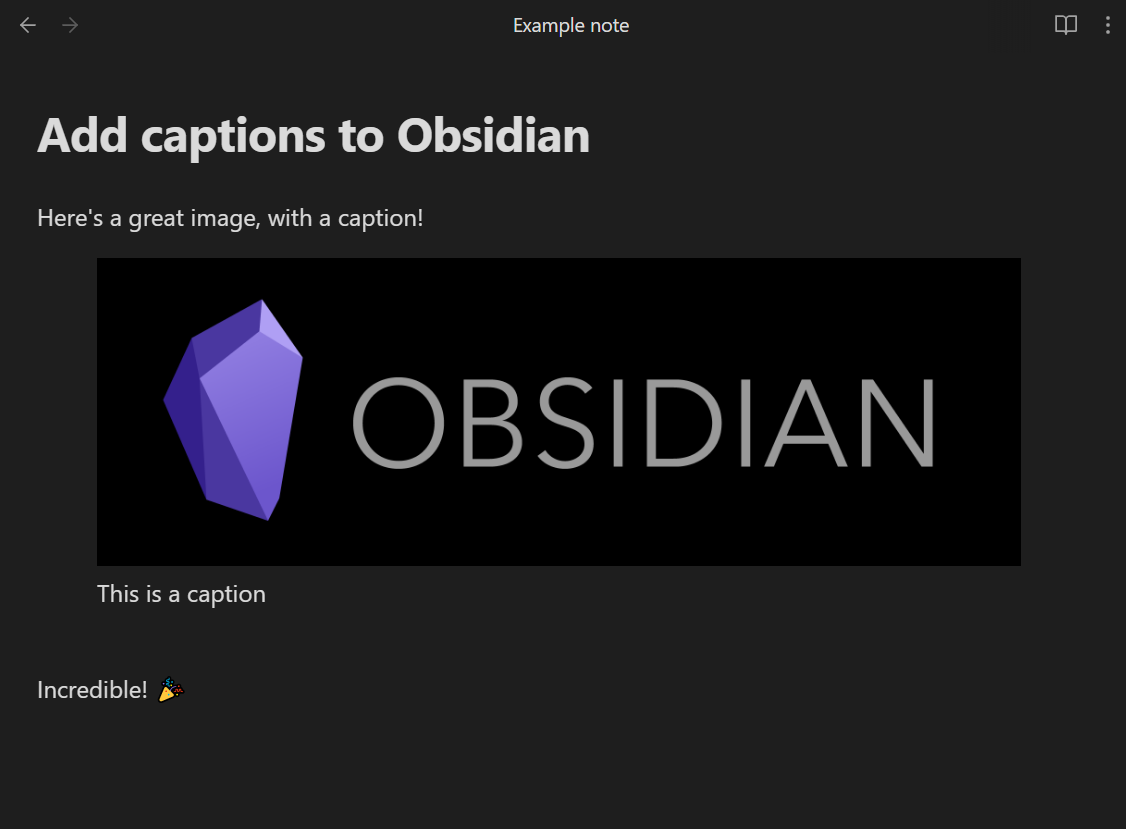 Example note
Add captions to Obsidian
Here's a great image, with a caption!
OBSIDIAN
This is a caption
Incredible! 🎉